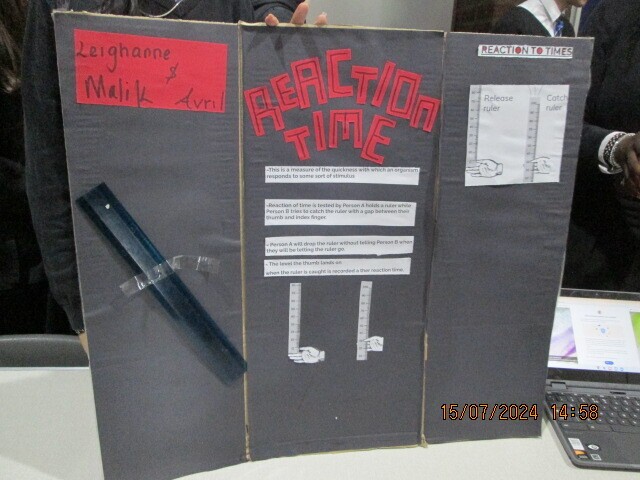 Leighanne
&
Malik Avril
REACTION
TIME
-This is a measure of the quickness with which an organism
responds to some sort of stimulus
-Reaction of time is tested by Person A holds a ruler while
Person B tries to catch the ruler with a gap between their
thumb and index finger
- Person A will drop the ruler without telling Person B when
they will be letting the ruler go.
- The level the thumb lands on
when the ruler is caught is recorded a their reaction time.
REACTION TO TIMES
Release
ruler
Catch
ruler
15/07/2024 14:58